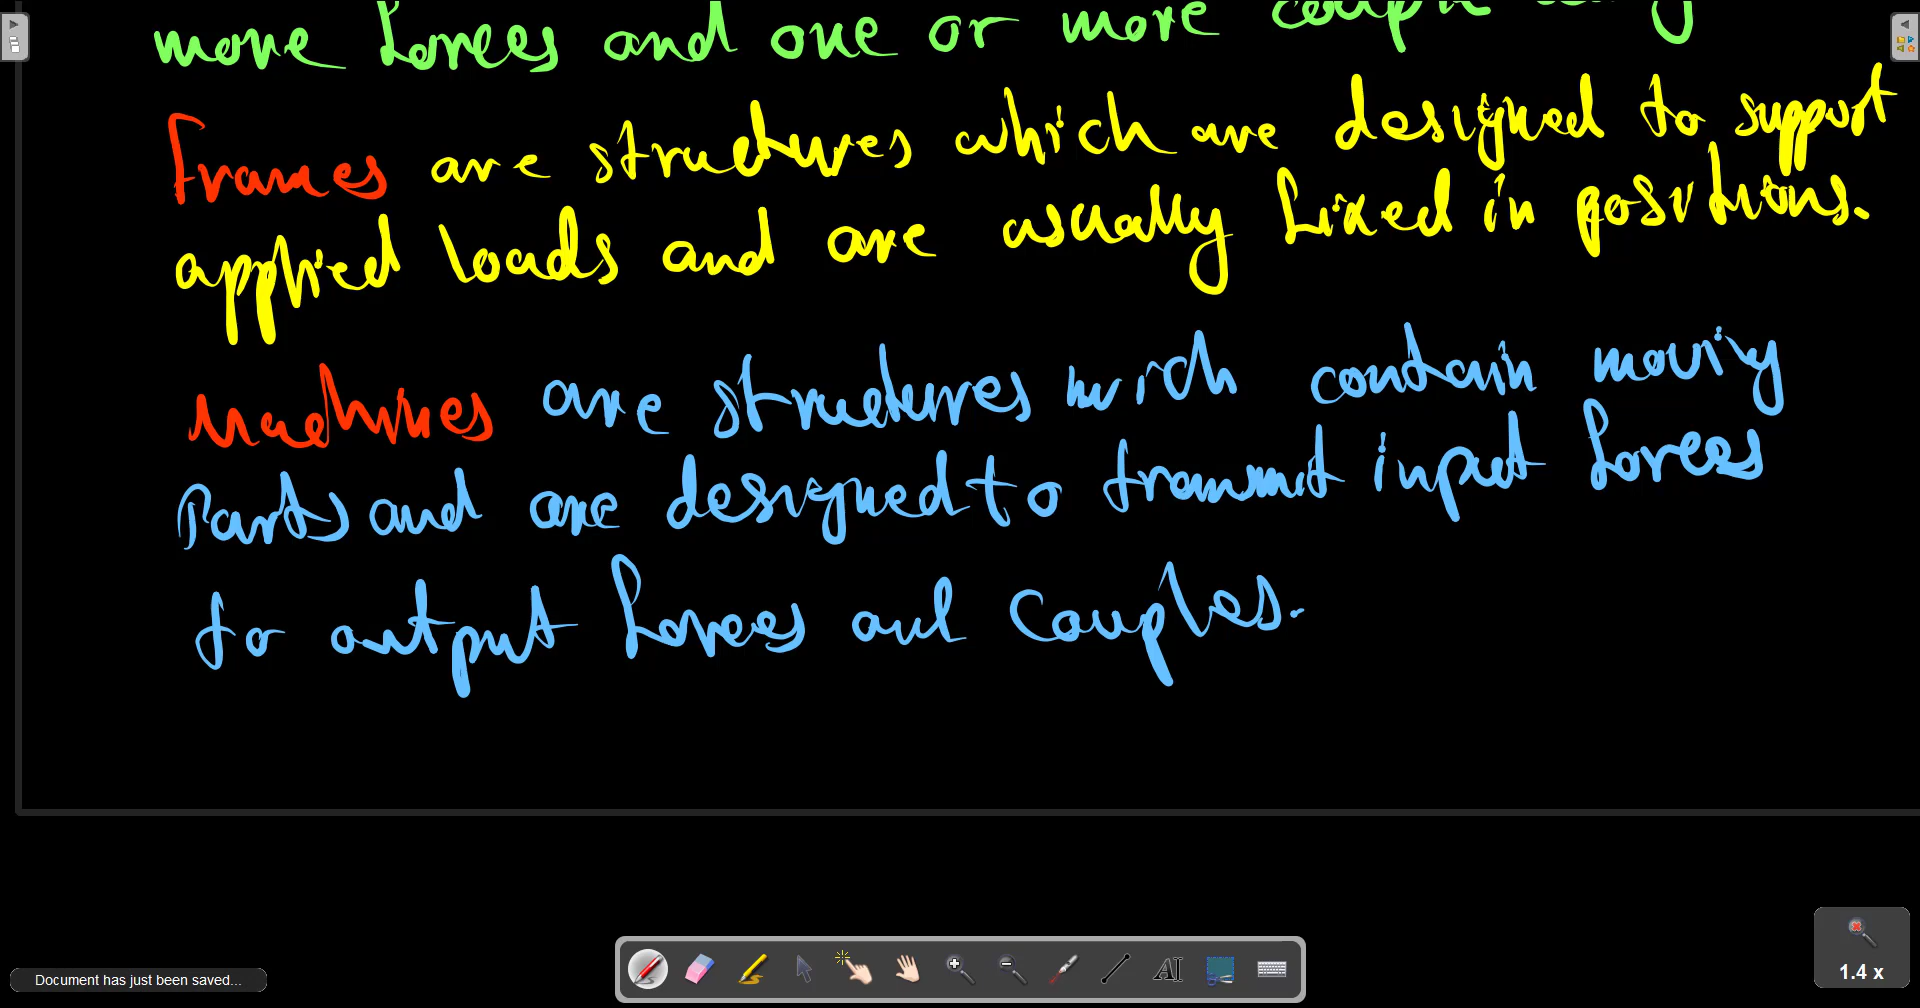 more forces and one or more couple
Frames are structures which are designed to support
applied loads and are usually fixed in positions.
Machines are structures which contain moving
Parts and are designed to transmit input forces
to output forces and Couples.
Document has just been saved...
1.4 x